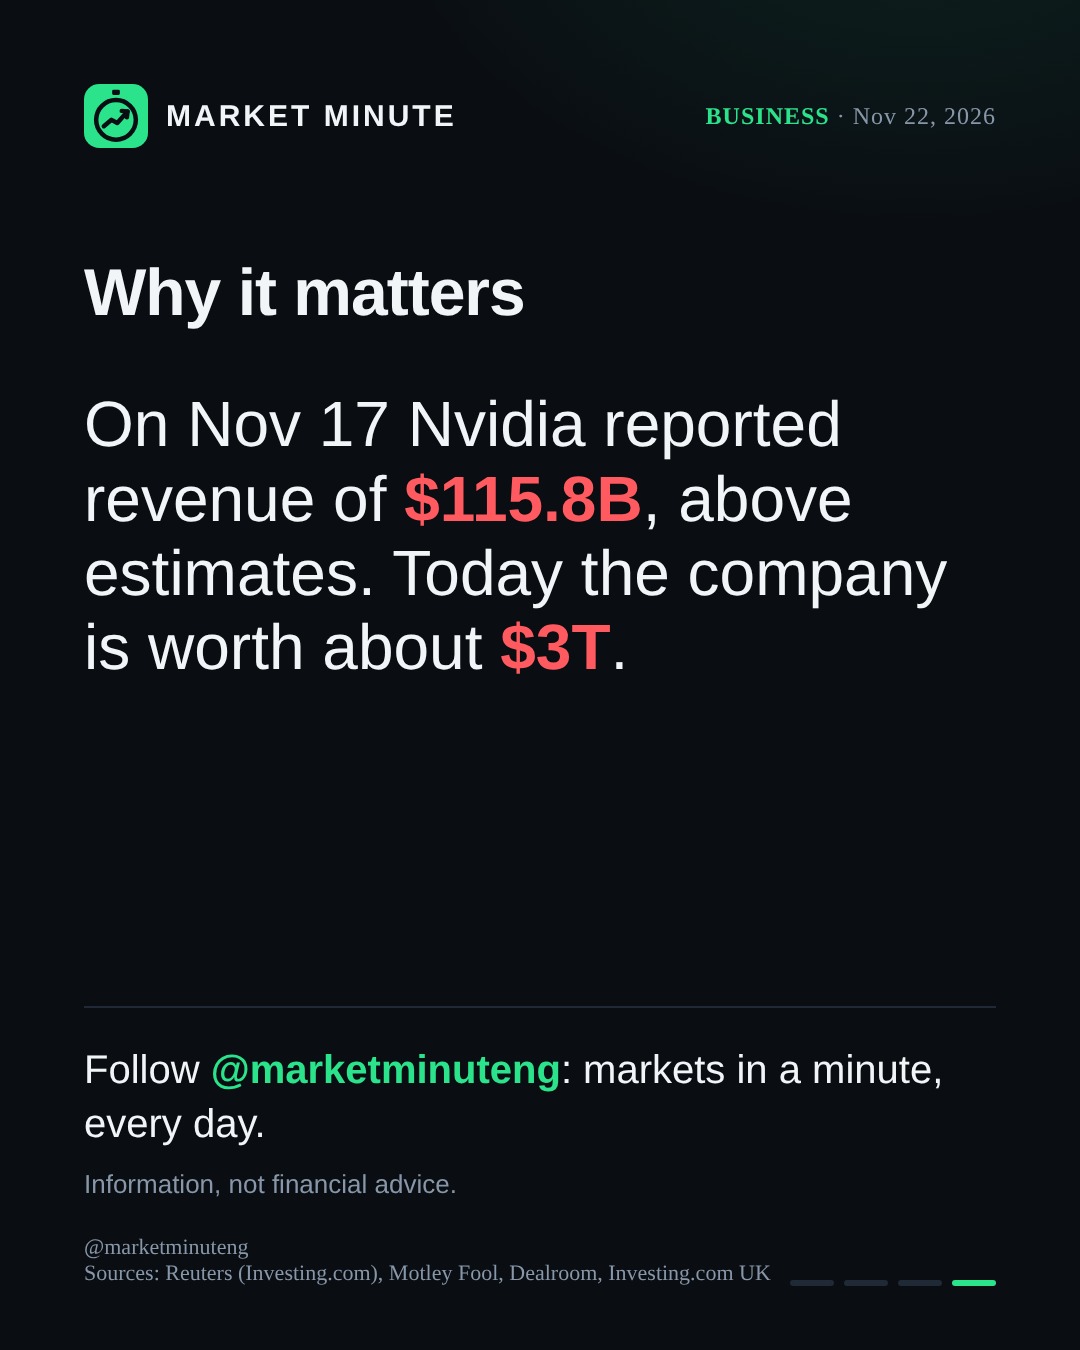 MARKET MINUTE
BUSINESS · Nov 22, 2026
Why it matters
On Nov 17 Nvidia reported
revenue of $115.8B, above
estimates. Today the company
is worth about $3T.
Follow @marketminuteng: markets in a minute,
every day.
Information, not financial advice.
@marketminuteng
Sources: Reuters (Investing.com), Motley Fool, Dealroom, Investing.com UK